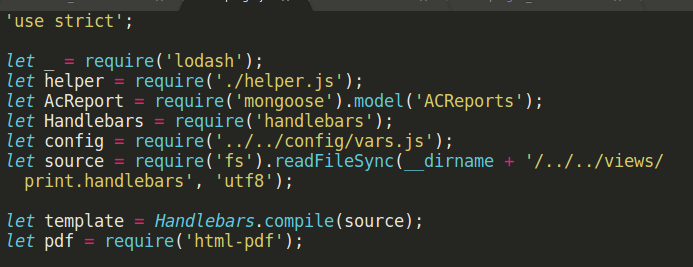 'use strict';
let _ = require('lodash');
let helper = require('./helper.js');
let AcReport = require('mongoose').model('ACReports');
let Handlebars = require('handlebars');
let config = require('../../config/vars.js');
let source = require('fs').readFileSync(__dirname + '/../../views/
print.handlebars', 'utf8');
let template = Handlebars.compile(source);
let pdf = require('html-pdf');